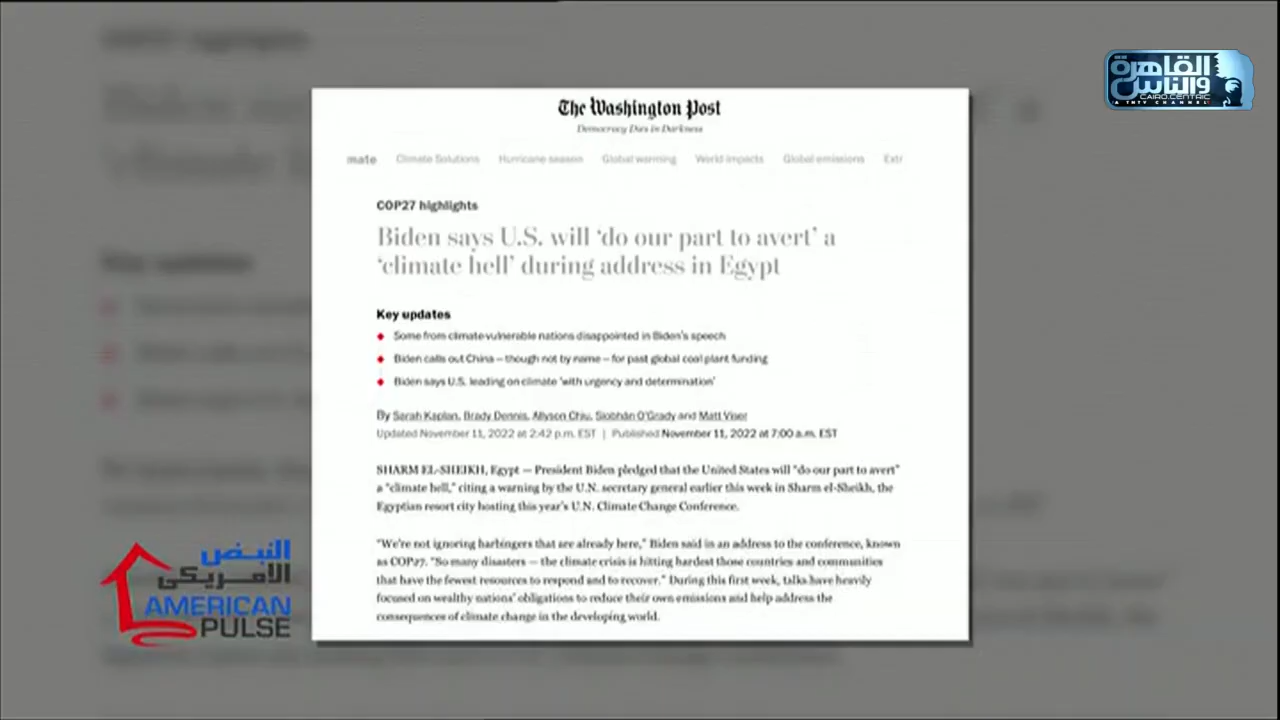 القاهرة
والناس
CAIRO.CENTRIC
A TNTV CHANNEL
The Washington Post
Democracy Dies in Darkness
mate Climate Solutions Hurricane season Global warming World impacts Global emissions Extr
COP27 highlights
Biden says U.S. will ‘do our part to avert’ a
‘climate hell’ during address in Egypt
Key updates
Some from climate-vulnerable nations disappointed in Biden’s speech
Biden calls out China — though not by name — for past global coal plant funding
Biden says U.S. leading on climate ‘with urgency and determination’
By Sarah Kaplan, Brady Dennis, Allyson Chiu, Siobhán O’Grady and Matt Viser
Updated November 11, 2022 at 2:42 p.m. EST | Published November 11, 2022 at 7:00 a.m. EST
SHARM EL-SHEIKH, Egypt — President Biden pledged that the United States will “do our part to avert”
a “climate hell,” citing a warning by the U.N. secretary general earlier this week in Sharm el-Sheikh, the
Egyptian resort city hosting this year’s U.N. Climate Change Conference.
“We’re not ignoring harbingers that are already here,” Biden said in an address to the conference, known
as COP27. “So many disasters — the climate crisis is hitting hardest those countries and communities
that have the fewest resources to respond and to recover.” During this first week, talks have heavily
focused on wealthy nations’ obligations to reduce their own emissions and help address the
consequences of climate change in the developing world.
النبض
الأمريكى
AMERICAN
PULSE